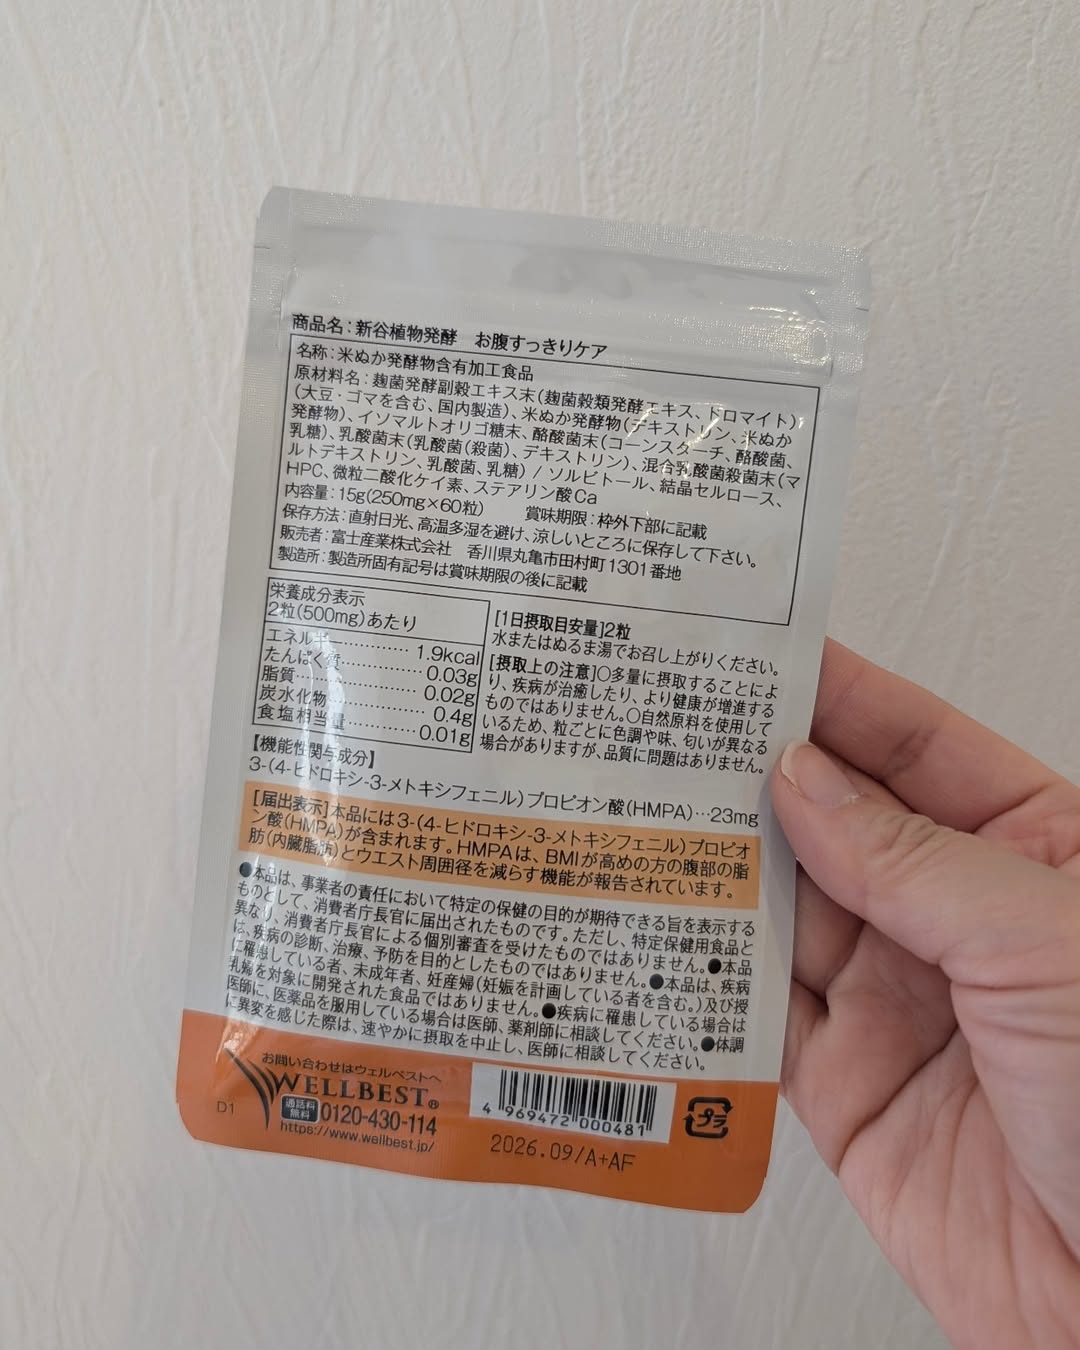 商品名：新谷植物発酵　お腹すっきりケア
名称：米ぬか発酵物含有加工食品
原材料名：麹菌発酵副穀エキス末(麹菌穀類発酵エキス、ドロマイト)
(大豆・ゴマを含む、国内製造)、米ぬか発酵物(デキストリン、米ぬか
発酵物)、イソマルトオリゴ糖末、酪酸菌末(コーンスターチ、酪酸菌、
乳糖)、乳酸菌末(乳酸菌(殺菌)、デキストリン)、混合乳酸菌殺菌末(マ
ルトデキストリン、乳酸菌、乳糖) / ソルビトール、結晶セルロース、
HPC、微粒二酸化ケイ素、ステアリン酸Ca
内容量：15g(250mg×60粒)　賞味期限：枠外下部に記載
保存方法：直射日光、高温多湿を避け、涼しいところに保存して下さい。
販売者：富士産業株式会社　香川県丸亀市田村町1301番地
製造所：製造所固有記号は賞味期限の後に記載
栄養成分表示
2粒(500mg)あたり
エネルギー………… 1.9kcal
たんぱく質………… 0.03g
脂質………… 0.02g
炭水化物………… 0.4g
食塩相当量………… 0.01g
[1日摂取目安量]2粒
水またはぬるま湯でお召し上がりください。
[摂取上の注意]○多量に摂取することによ
り、疾病が治癒したり、より健康が増進する
ものではありません。○自然原料を使用して
いるため、粒ごとに色調や味、匂いが異なる
場合がありますが、品質に問題はありません。
【機能性関与成分】
3-(4-ヒドロキシ-3-メトキシフェニル)プロピオン酸(HMPA)…23mg
[届出表示]本品には3-(4-ヒドロキシ-3-メトキシフェニル)プロピオ
ン酸(HMPA)が含まれます。HMPAは、BMIが高めの方の腹部の脂
肪(内臓脂肪)とウエスト周囲径を減らす機能が報告されています。
●本品は、事業者の責任において特定の保健の目的が期待できる旨を表示する
ものとして、消費者庁長官に届出されたものです。ただし、特定保健用食品と
異なり、消費者庁長官による個別審査を受けたものではありません。●本品
は、疾病の診断、治療、予防を目的としたものではありません。●本品は、疾病
に罹患している者、未成年者、妊産婦(妊娠を計画している者を含む。)及び授
乳婦を対象に開発された食品ではありません。●疾病に罹患している場合は
医師に、医薬品を服用している場合は医師、薬剤師に相談してください。●体調
に異変を感じた際は、速やかに摂取を中止し、医師に相談してください。
お問い合わせはウェルベストへ
WELLBEST®
通話料
無料
0120-430-114
https://www.wellbest.jp/
D1
4 969472 000481
プラ
2026.09/A+AF